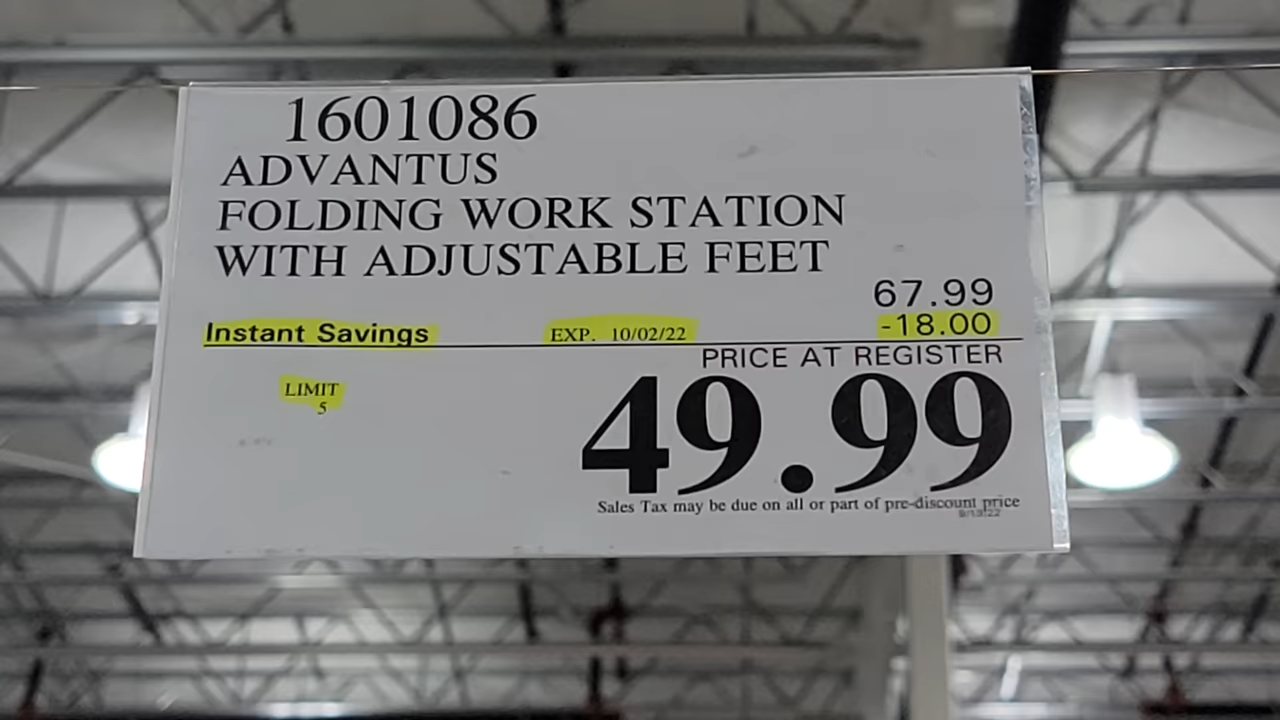 1601086
ADVANTUS
FOLDING WORK STATION
WITH ADJUSTABLE FEET
67.99
Instant Savings EXP. 10/02/22 -18.00
PRICE AT REGISTER
LIMIT
5
49.99
Sales Tax may be due on all or part of pre-discount price